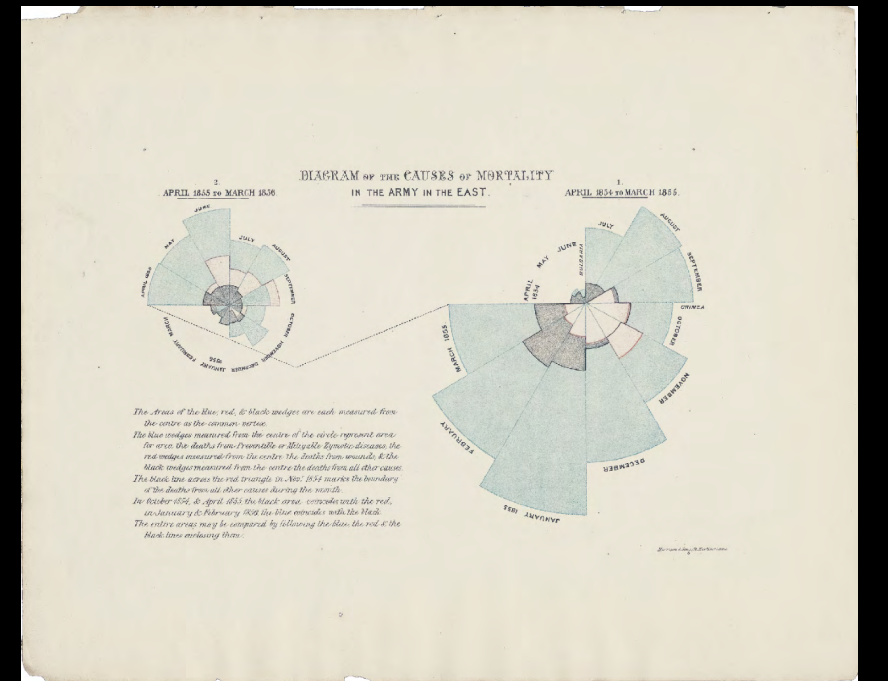 DIAGRAM OF THE CAUSES OF MORTALITY
IN THE ARMY IN THE EAST.
2.
APRIL 1855 TO MARCH 1856.
1.
APRIL 1854 TO MARCH 1855.
APRIL 1855
MAY
JUNE
JULY
AUGUST
SEPTEMBER
OCTOBER
NOVEMBER
DECEMBER
JANUARY
1856
FEBRUARY
MARCH
APRIL
1854
MAY
JUNE
JULY
AUGUST
SEPTEMBER
CRIMEA
OCTOBER
NOVEMBER
DECEMBER
JANUARY 1855
FEBRUARY
MARCH 1855
The Areas of the blue, red, & black wedges are each measured from
the centre as the common vertex.
The blue wedges measured from the centre of the circle represent area
for area the deaths from Preventable or Mitigable Zymotic diseases, the
red wedges measured from the centre the deaths from wounds, & the
black wedges measured from the centre the deaths from all other causes.
The black line across the red triangle in Nov.r 1854 marks the boundary
of the deaths from all other causes during the month.
In October 1854, & April 1855, the black area coincides with the red,
in January & February 1856, the blue coincides with the black.
The entire areas may be compared by following the blue, the red & the
black lines enclosing them.